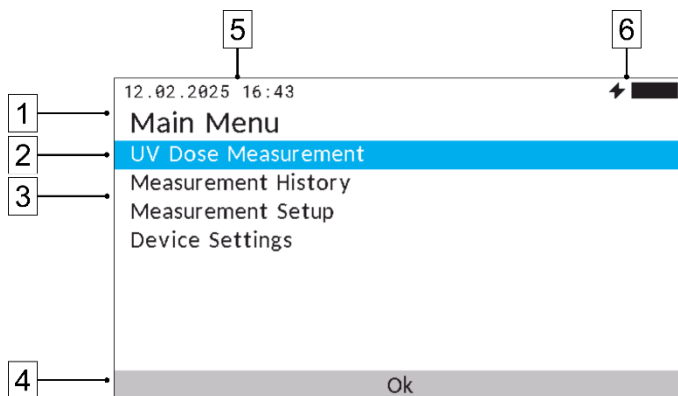 5 6
12.02.2025 16:43
1 Main Menu
2 UV Dose Measurement
Measurement History
3
Measurement Setup
Device Settings
4 Ok